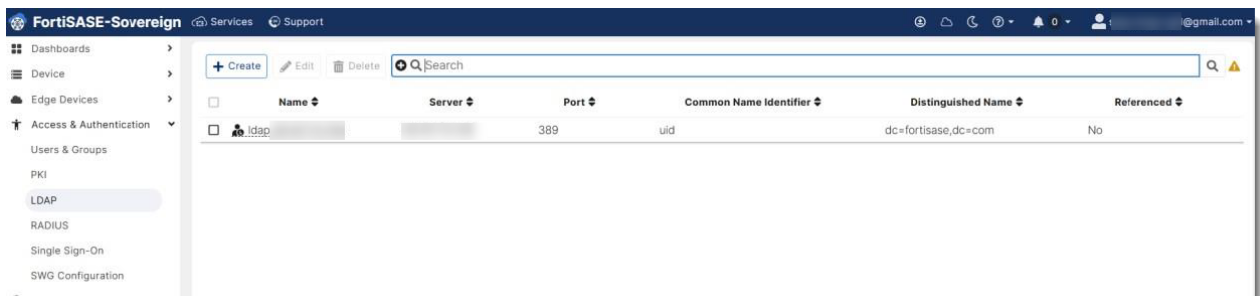 FortiSASE-Sovereign Services Support 0 @gmail.com
Dashboards
Device
Edge Devices
Access & Authentication
Users & Groups
PKI
LDAP
RADIUS
Single Sign-On
SWG Configuration
+ Create Edit Delete Search
Name Server Port Common Name Identifier Distinguished Name Referenced
ldap 389 uid dc=fortisase,dc=com No